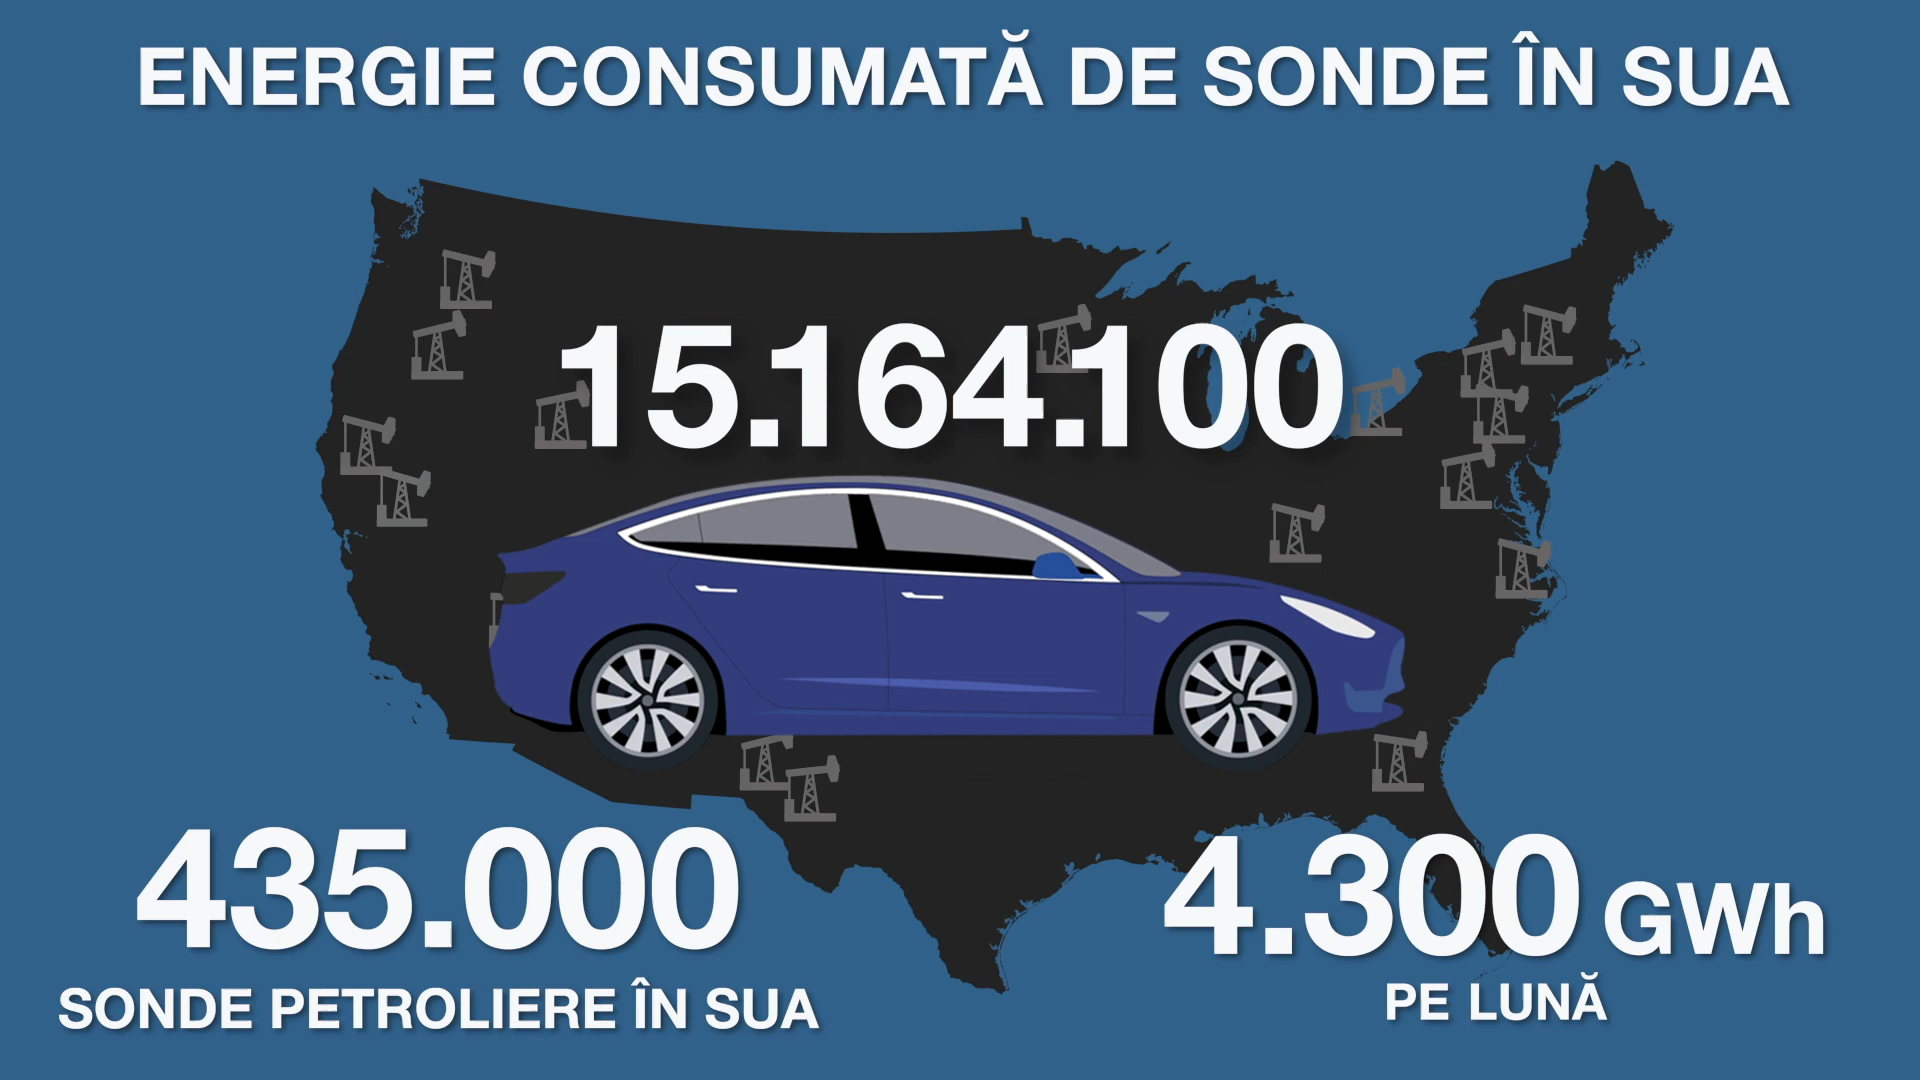 ENERGIE CONSUMATĂ DE SONDE ÎN SUA
15.164.100
435.000
SONDE PETROLIERE ÎN SUA
4.300 GWh
PE LUNĂ